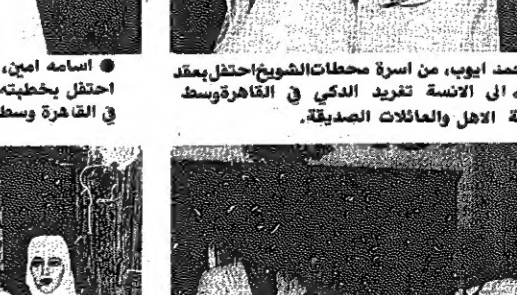 حمد ايوب، من اسرة محطات الشويخ احتفل بعقد
الى الانسة تغريد الدكي في القاهرة وسط
الاهل والعائلات الصديقة.
● اسامه امين،
احتفل بخطبته
في القاهرة وسط